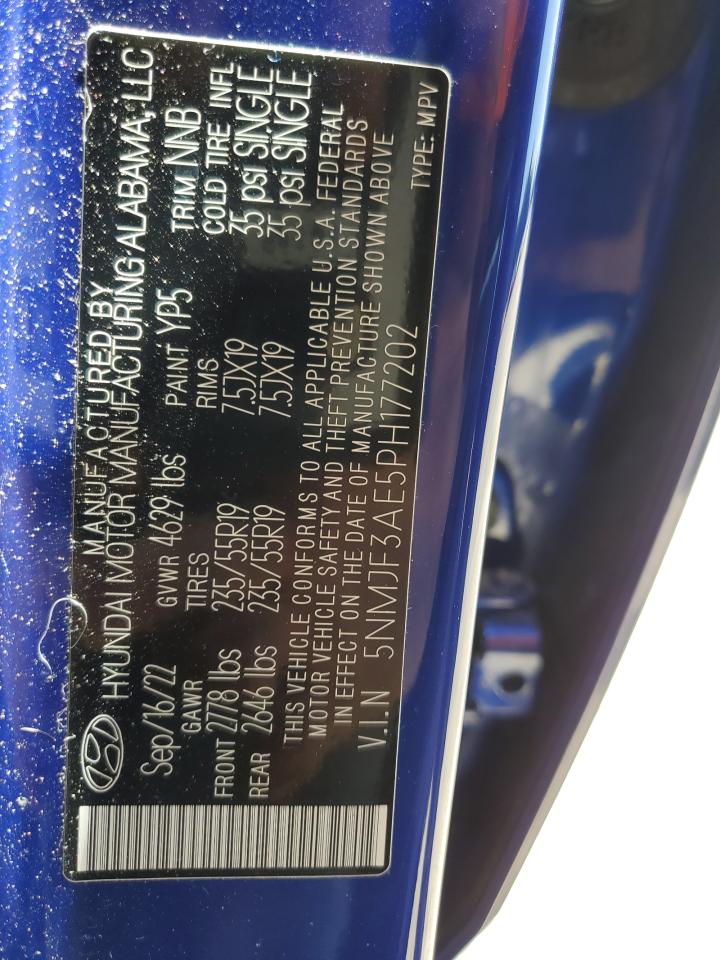 MANUFACTURED BY
HYUNDAI MOTOR MANUFACTURING ALABAMA, LLC
Sep/16/22 GVWR 4629 lbs PAINT YP5 TRIM NNB
GAWR TIRES RIMS COLD TIRE INFL
FRONT 2778 lbs 235/55R19 7.5JX19 35 psi SINGLE
REAR 2646 lbs 235/55R19 7.5JX19 35 psi SINGLE
THIS VEHICLE CONFORMS TO ALL APPLICABLE U.S.A. FEDERAL
MOTOR VEHICLE SAFETY AND THEFT PREVENTION STANDARDS
IN EFFECT ON THE DATE OF MANUFACTURE SHOWN ABOVE
V.I.N 5NMJF3AE5PH177202 TYPE: MPV